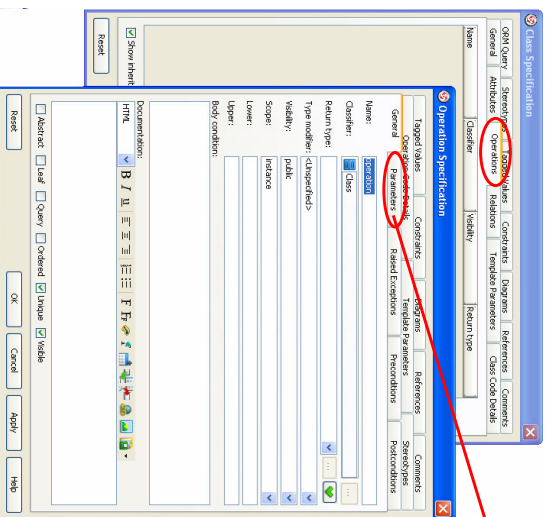 Class Specification
ORM Query Stereotypes Tagged Values Constraints Diagrams References Comments
General Attributes Operations Relations Template Parameters Class Code Details
Name Classifier Visibility Return type
Show inherit
Reset
Operation Specification
Tagged Values Constraints Diagrams References Comments
Operation Code Details Template Parameters Stereotypes
General Parameters Raised Exceptions Preconditions Postconditions
Name: operation
Classifier: Class
Return type:
Type modifier: <Unspecified>
Visibility: public
Scope: instance
Lower:
Upper:
Body condition:
Documentation:
HTML B I u F
Abstract Leaf Query Ordered Unique Visible
Reset OK Cancel Apply Help